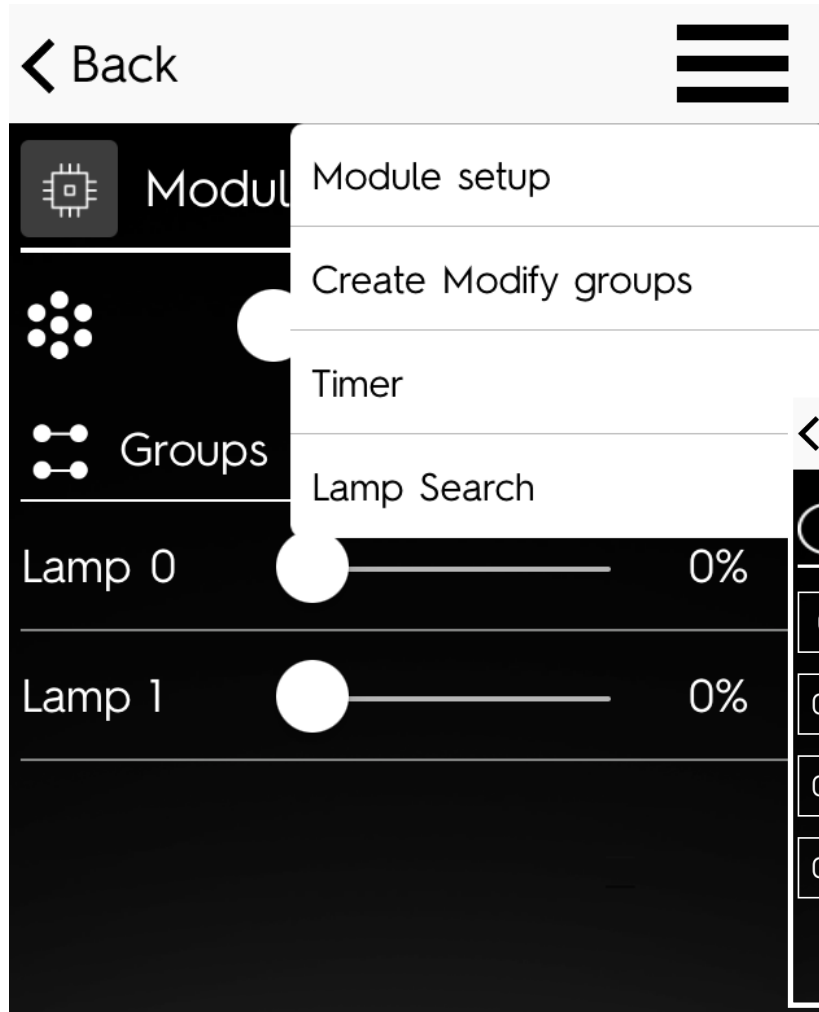 Back
Modul
Module setup
Create Modify groups
Timer
Groups
Lamp Search
Lamp 0 0%
Lamp 1 0%